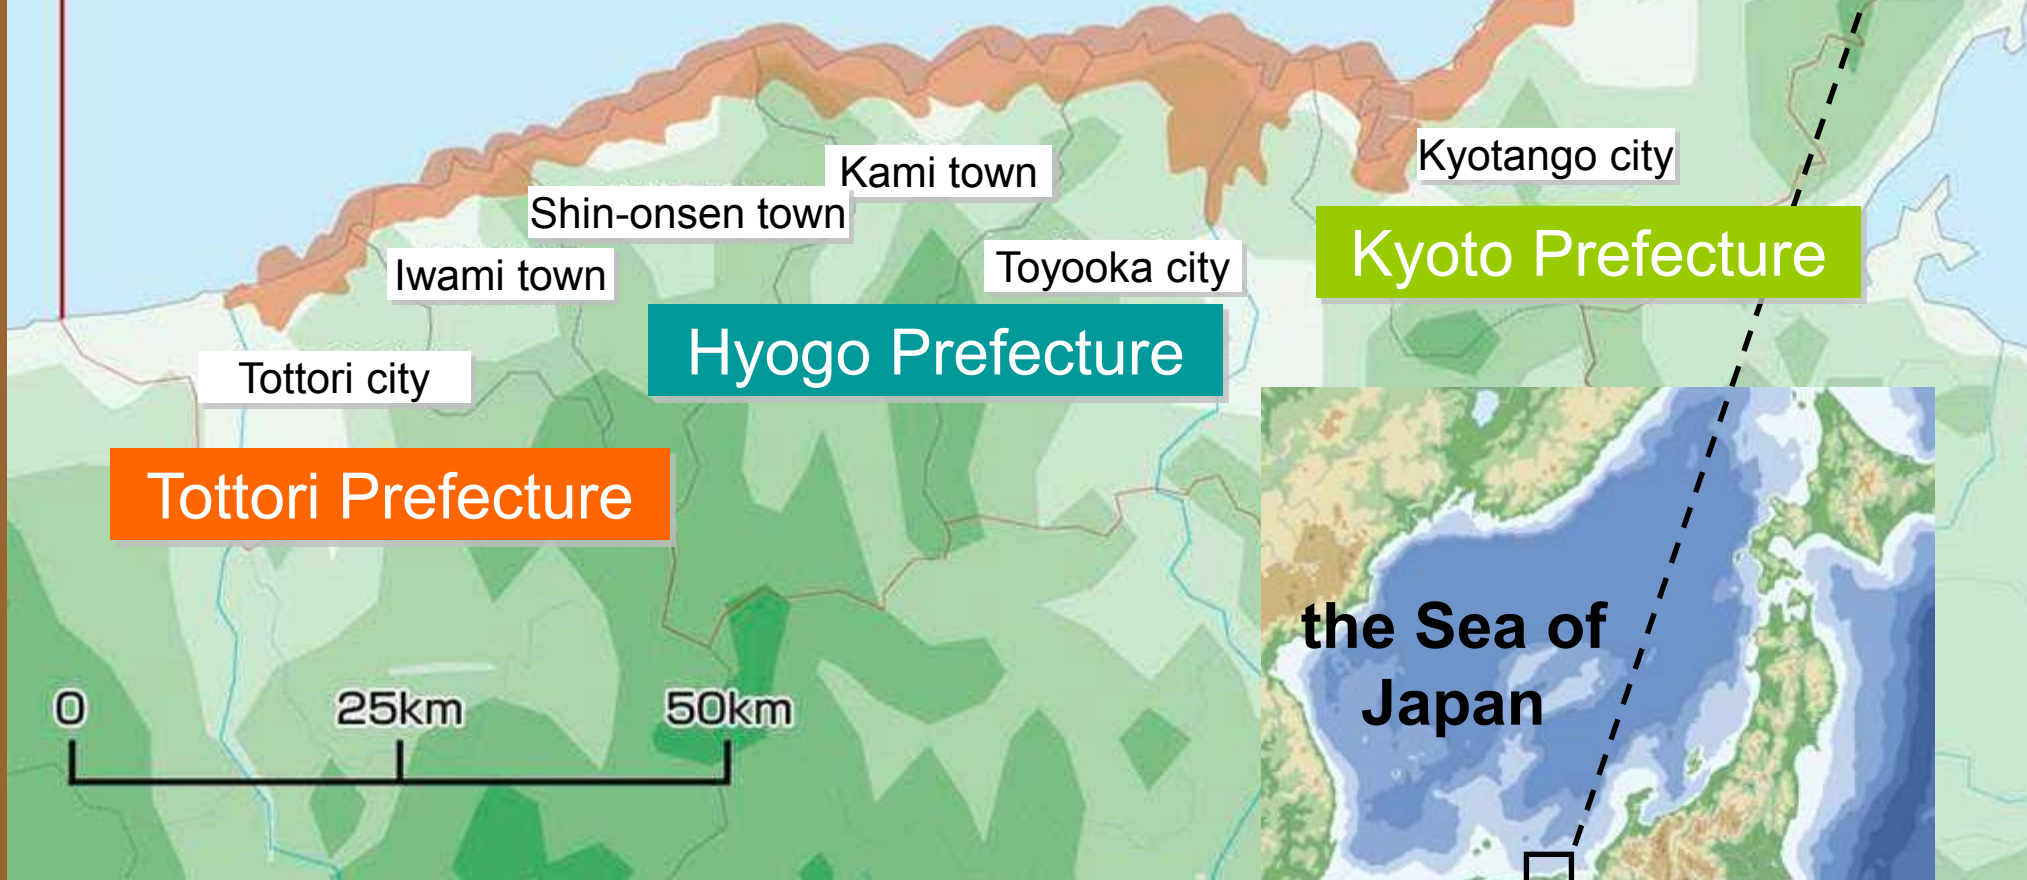 Kyotango city
Kami town
Shin-onsen town
Kyoto Prefecture
Iwami town
Toyooka city
Hyogo Prefecture
Tottori city
Tottori Prefecture
the Sea of
Japan
0 25km 50km